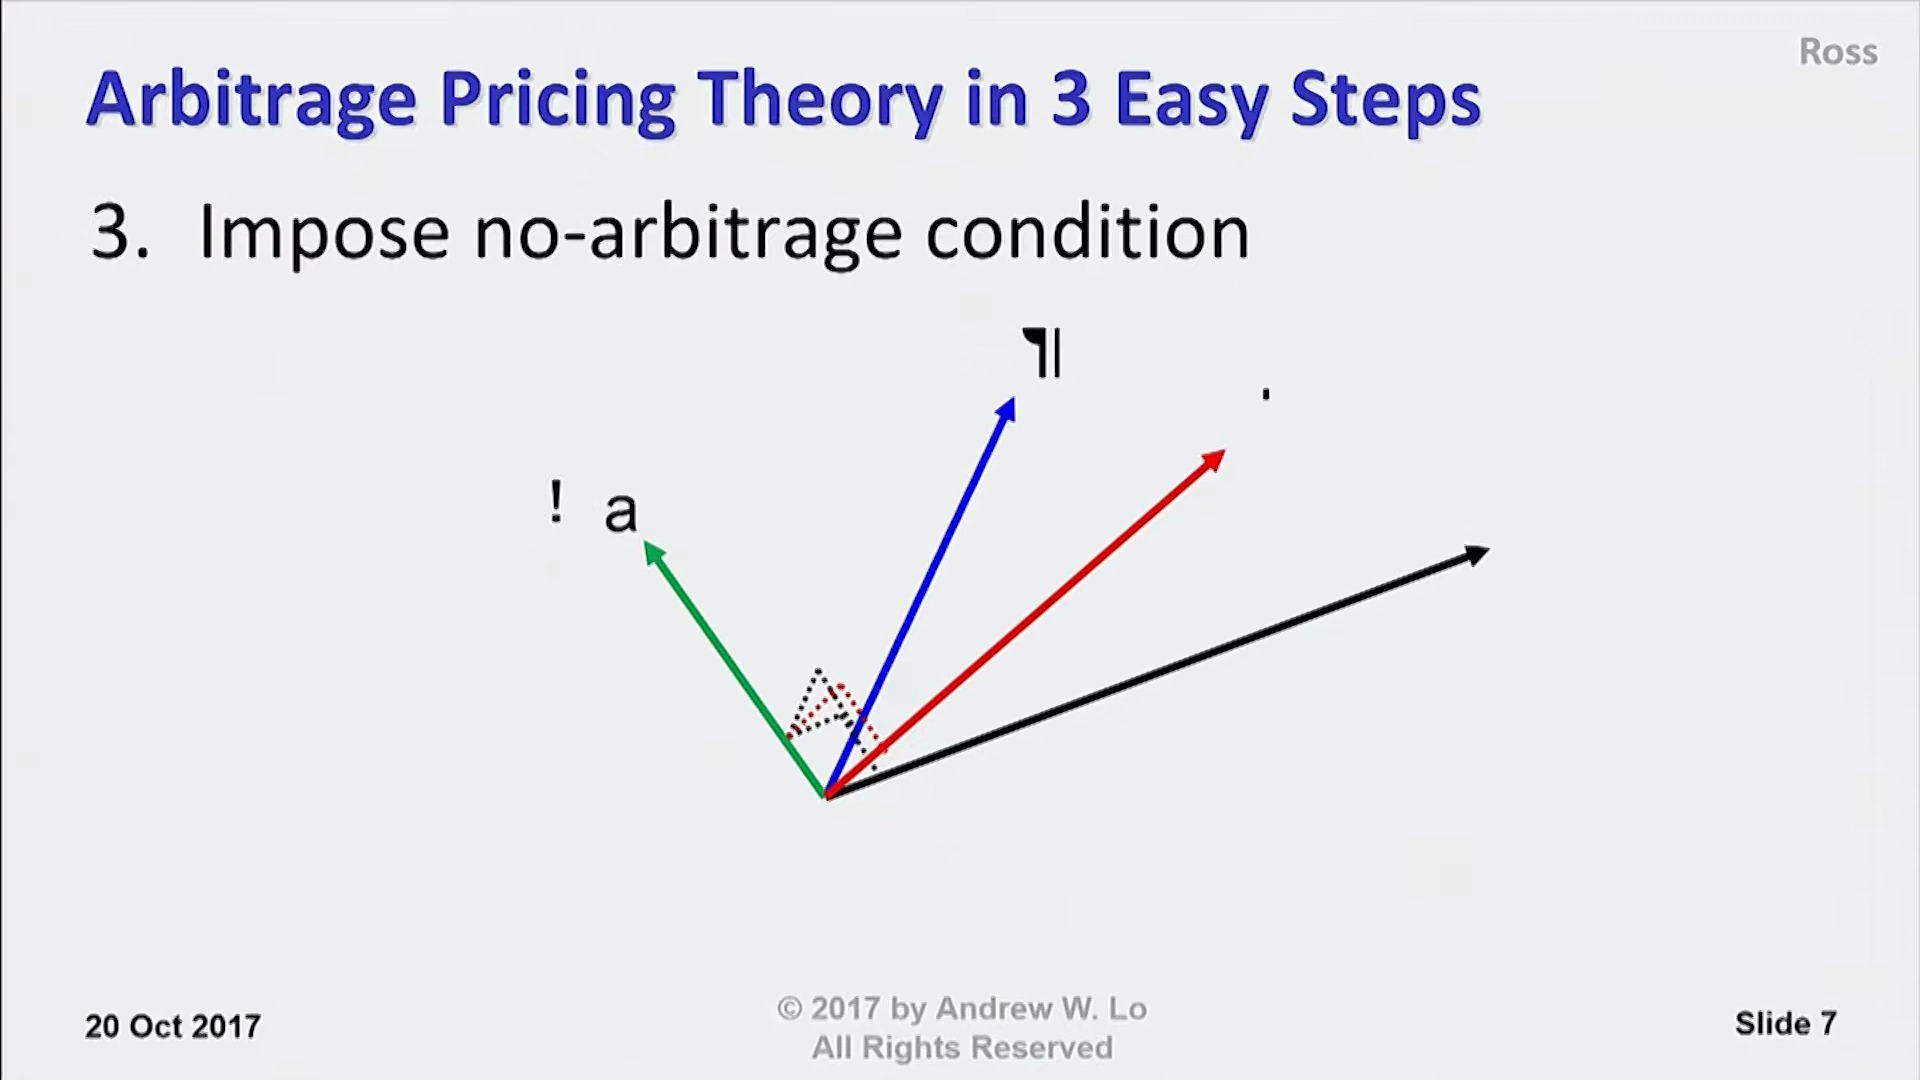 Ross
Arbitrage Pricing Theory in 3 Easy Steps
3. Impose no-arbitrage condition
¶
'
! a
20 Oct 2017
© 2017 by Andrew W. Lo
All Rights Reserved
Slide 7